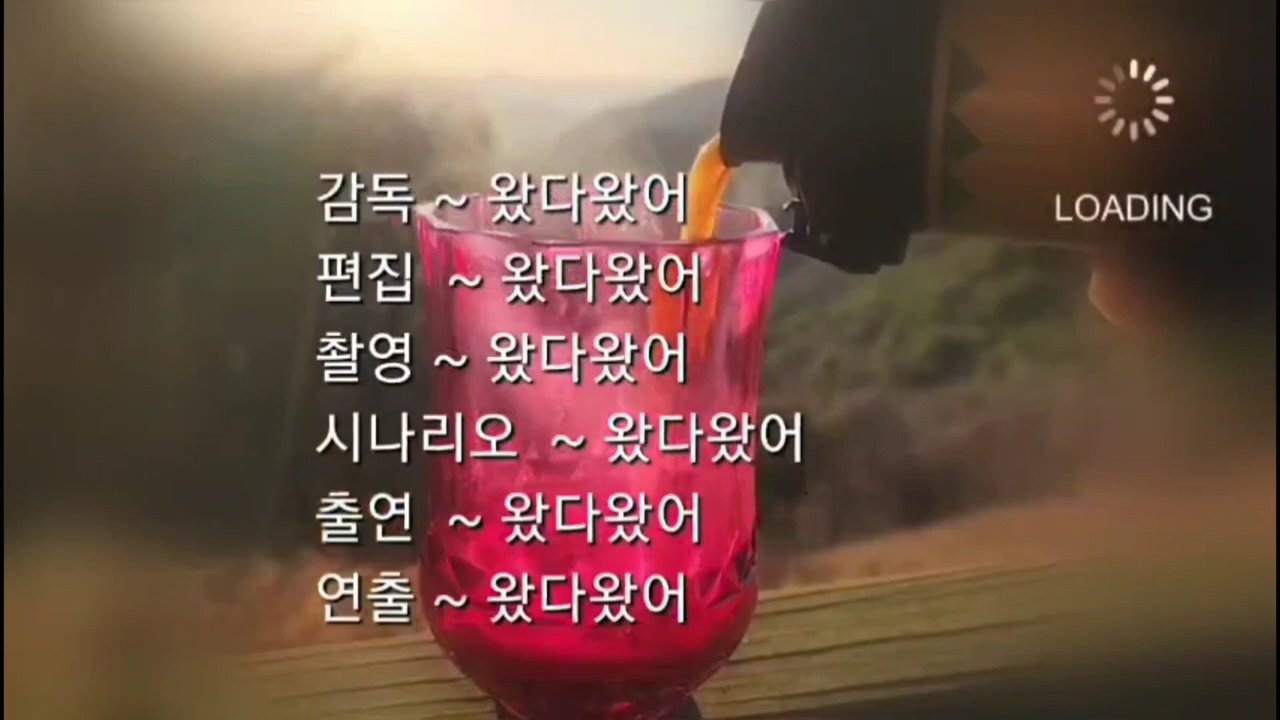 감독 ~ 왔다왔어
LOADING
편집 ~ 왔다왔어
촬영 ~ 왔다왔어
시나리오 ~ 왔다왔어
출연 ~ 왔다왔어
연출 ~ 왔다왔어